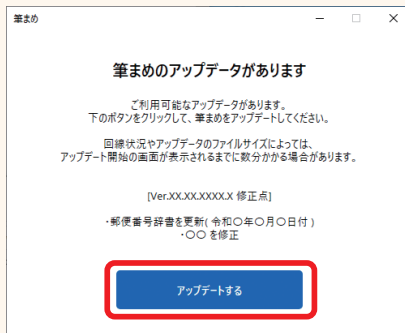 筆まめ
筆まめのアップデータがあります
ご利用可能なアップデータがあります。
下のボタンをクリックして、筆まめをアップデートしてください。
回線状況やアップデータのファイルサイズによっては、
アップデート開始の画面が表示されるまでに数分かかる場合があります。
[Ver.XX.XX.XXXX.X 修正点]
・郵便番号辞書を更新( 令和〇年〇月〇日付 )
・〇〇 を修正
アップデートする